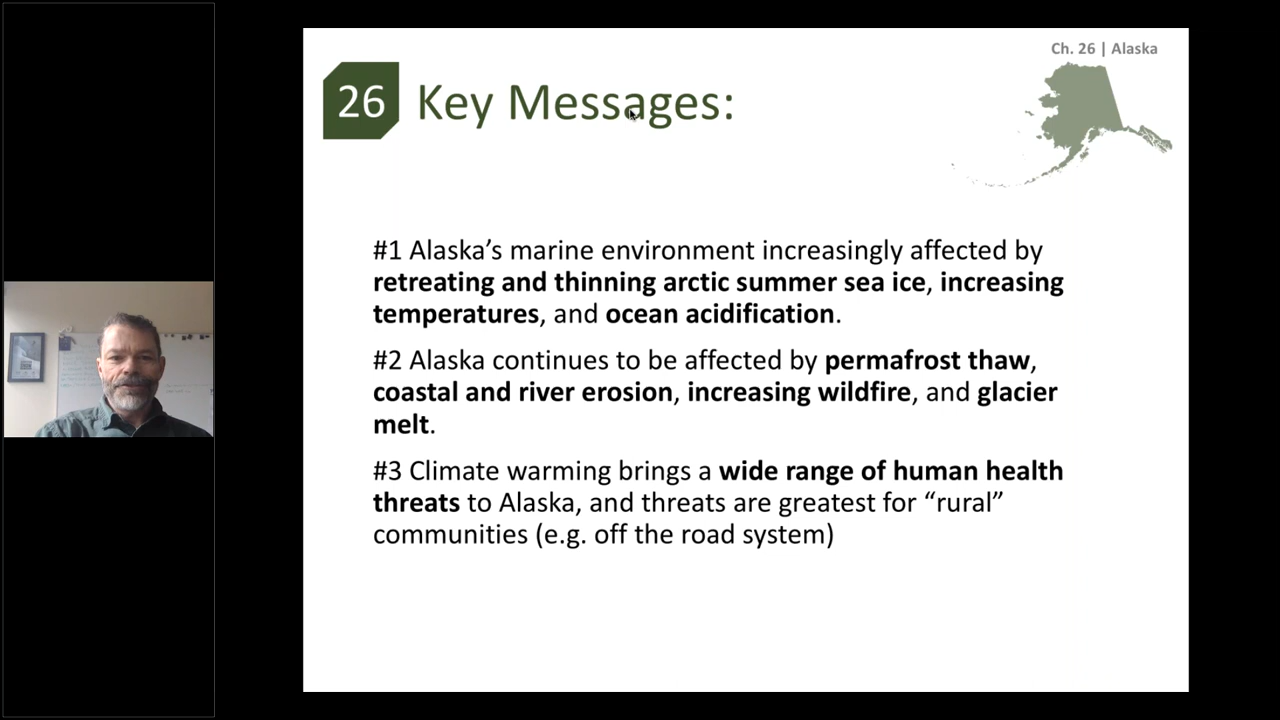 Ch. 26 | Alaska
26 Key Messages:
#1 Alaska’s marine environment increasingly affected by
retreating and thinning arctic summer sea ice, increasing
temperatures, and ocean acidification.
#2 Alaska continues to be affected by permafrost thaw,
coastal and river erosion, increasing wildfire, and glacier
melt.
#3 Climate warming brings a wide range of human health
threats to Alaska, and threats are greatest for “rural”
communities (e.g. off the road system)